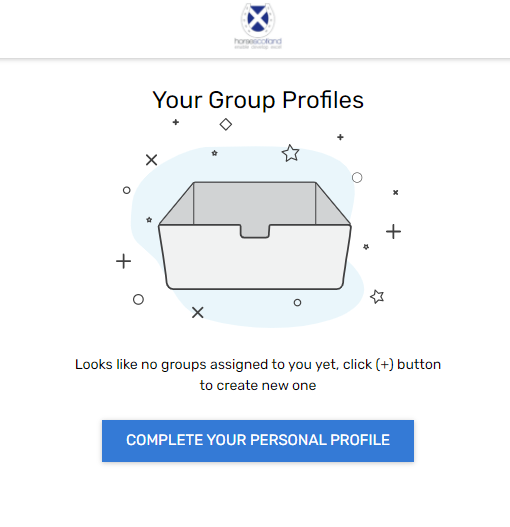 horsescotland
Your Group Profiles
Looks like no groups assigned to you yet, click (+) button
to create new one
COMPLETE YOUR PERSONAL PROFILE